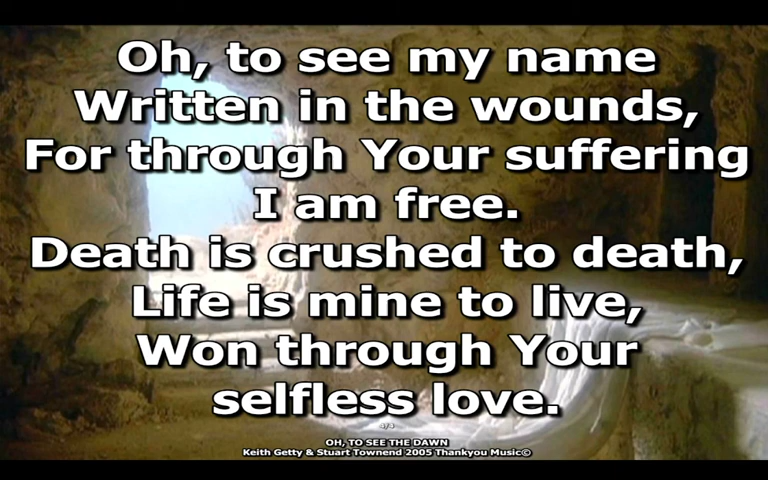 Oh, to see my name
Written in the wounds,
For through Your suffering
I am free.
Death is crushed to death,
Life is mine to live,
Won through Your
selfless love.
4/4
OH, TO SEE THE DAWN
Keith Getty & Stuart Townend 2005 Thankyou Music©